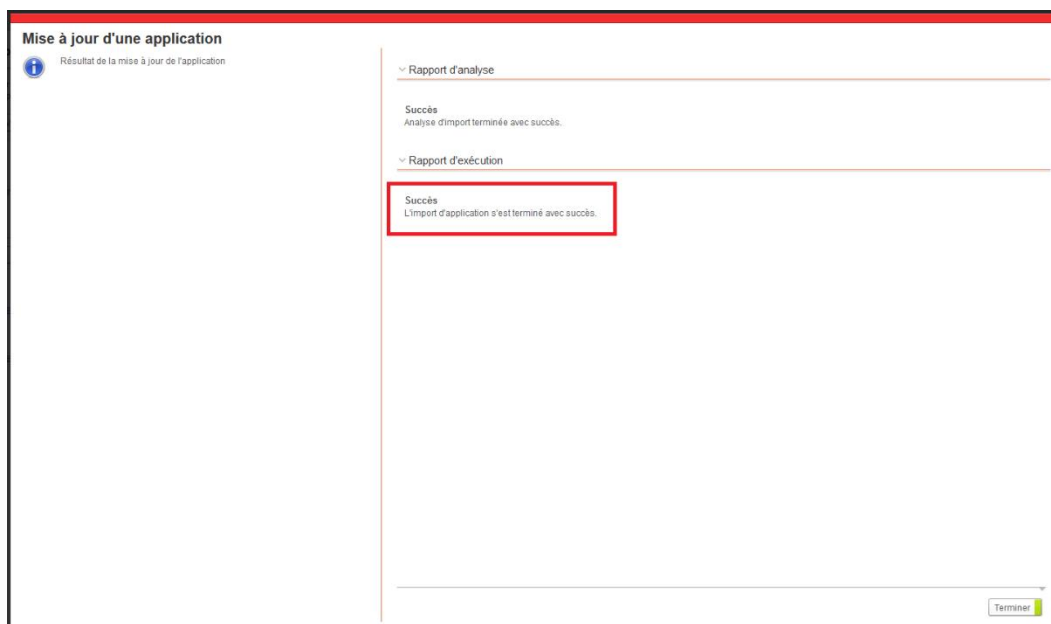 Mise à jour d'une application
Résultat de la mise à jour de l'application
Rapport d'analyse
Succès
Analyse d'import terminée avec succès.
Rapport d'exécution
Succès
L'import d'application s'est terminé avec succès.
Terminer